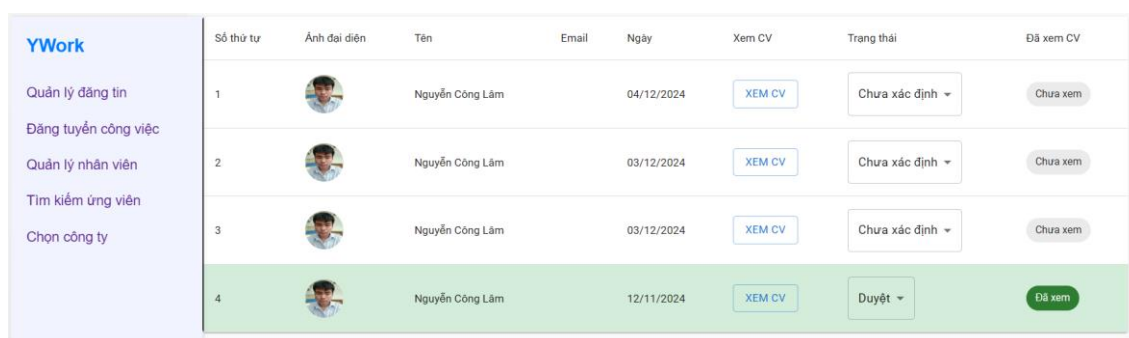 YWork
Quản lý đăng tin
Đăng tuyển công việc
Quản lý nhân viên
Tìm kiếm ứng viên
Chọn công ty
Số thứ tự Ảnh đại diện Tên Email Ngày Xem CV Trạng thái Đã xem CV
1 Nguyễn Công Lâm 04/12/2024 XEM CV Chưa xác định Chưa xem
2 Nguyễn Công Lâm 03/12/2024 XEM CV Chưa xác định Chưa xem
3 Nguyễn Công Lâm 03/12/2024 XEM CV Chưa xác định Chưa xem
4 Nguyễn Công Lâm 12/11/2024 XEM CV Duyệt Đã xem